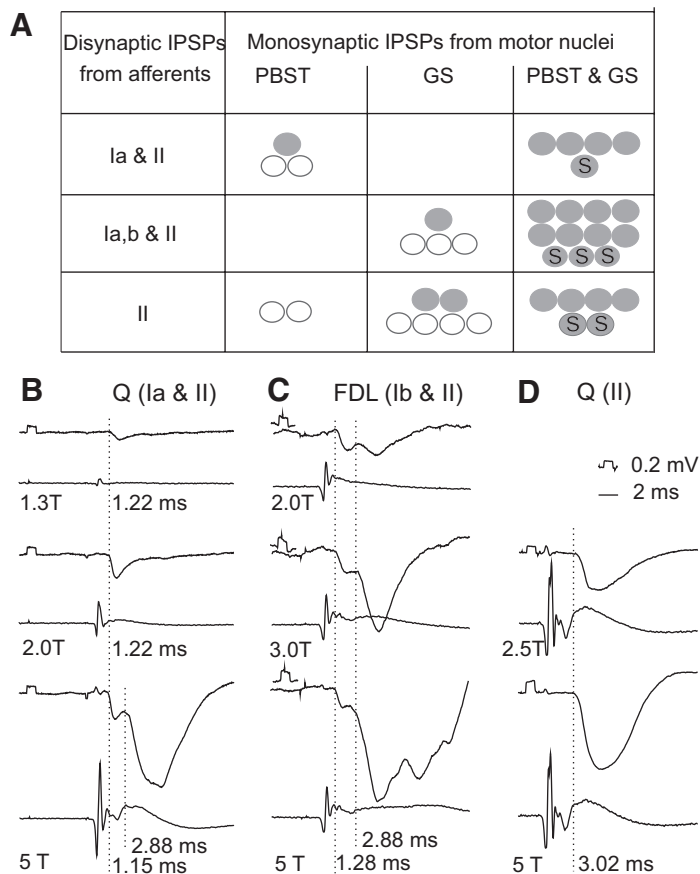 A
Disynaptic IPSPs
from afferents
Monosynaptic IPSPs from motor nuclei
PBST GS PBST & GS
Ia & II
S
Ia,b & II
S S S
II
S S
B Q (Ia & II)
C FDL (Ib & II)
D Q (II)
0.2 mV
2 ms
1.3T 1.22 ms
2.0T
2.0T 1.22 ms
3.0T
2.5T
5 T
2.88 ms
1.15 ms
5 T
2.88 ms
1.28 ms
5 T 3.02 ms